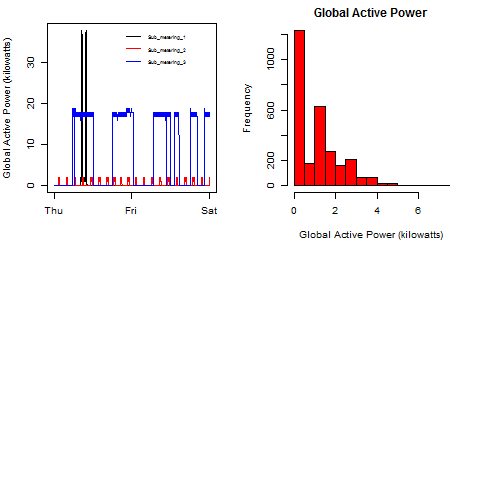 Global Active Power (kilowatts)
0
10
20
30
Thu
Fri
Sat
Sub_metering_1
Sub_metering_2
Sub_metering_3
Global Active Power
Frequency
0
200
600
1000
0
2
4
6
Global Active Power (kilowatts)